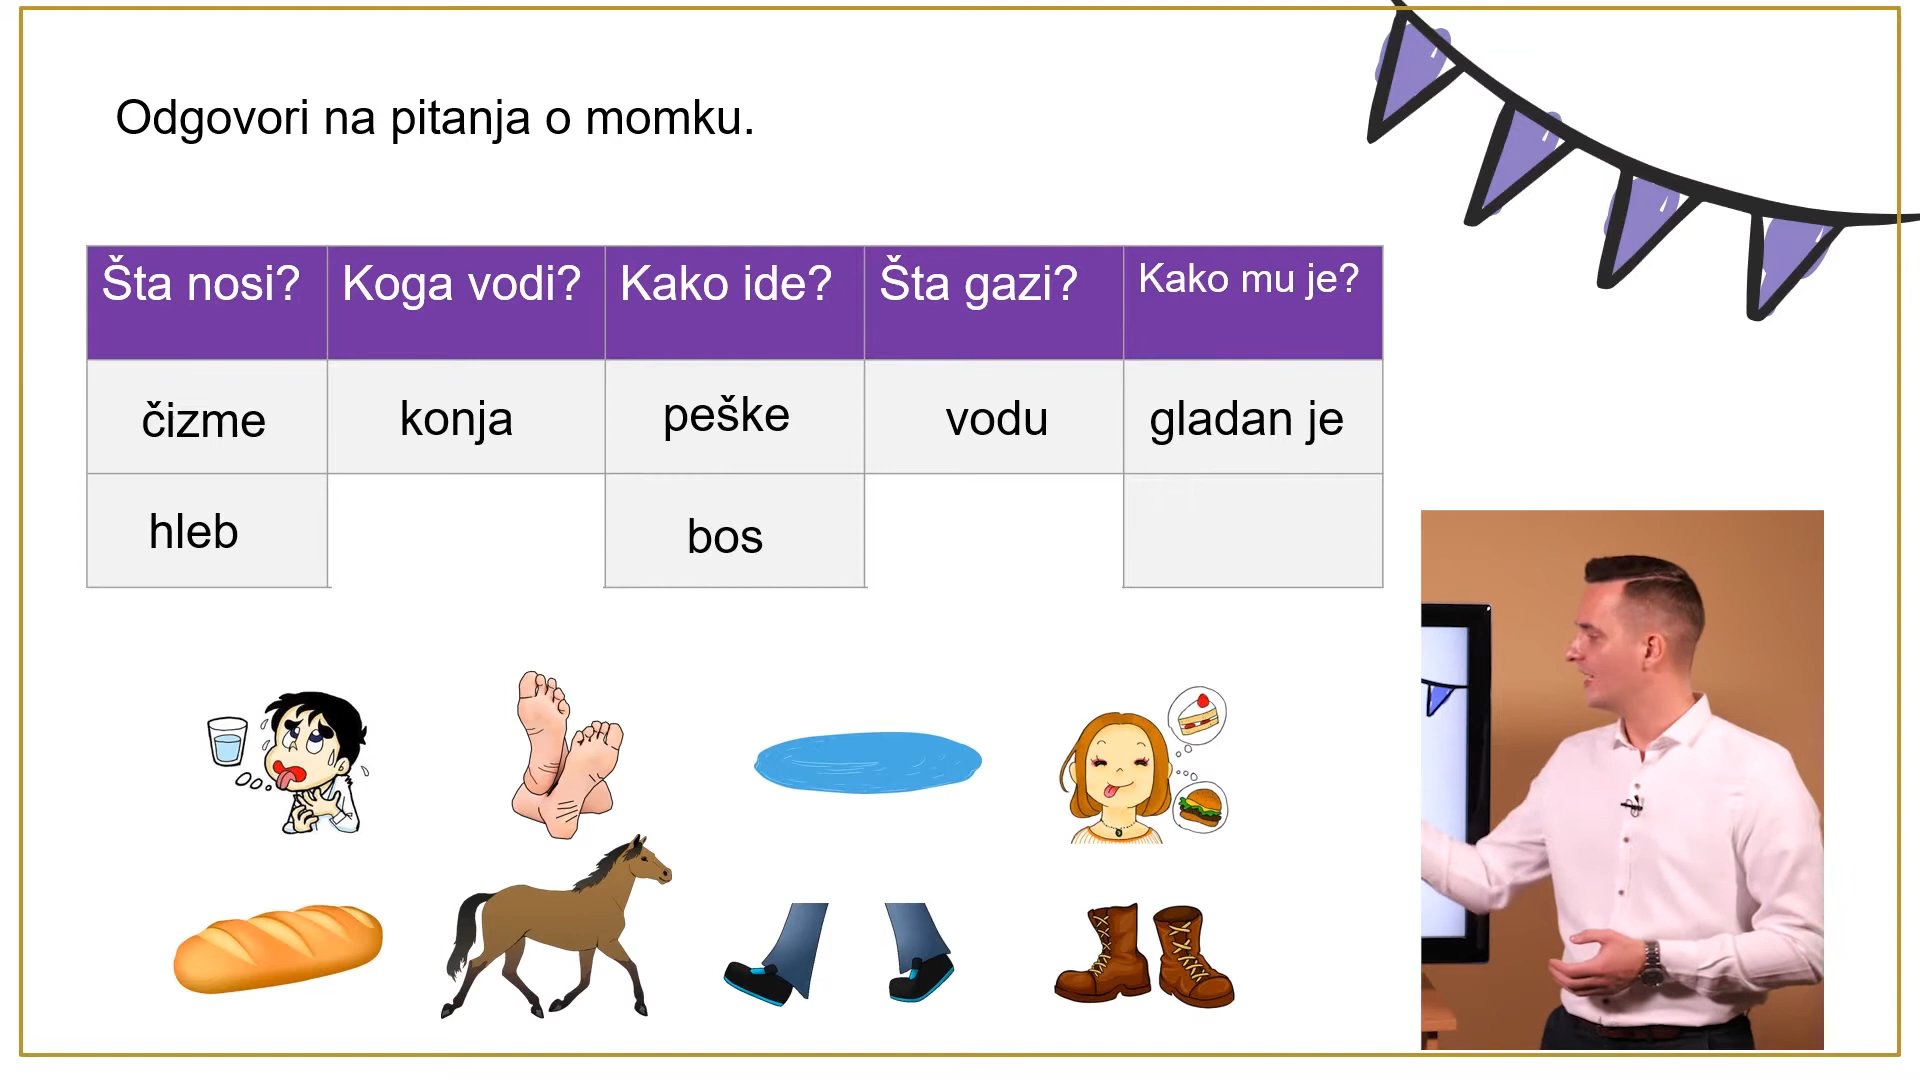 Odgovori na pitanja o momku.
Šta nosi? Koga vodi? Kako ide? Šta gazi? Kako mu je?
čizme konja peške vodu gladan je
hleb bos